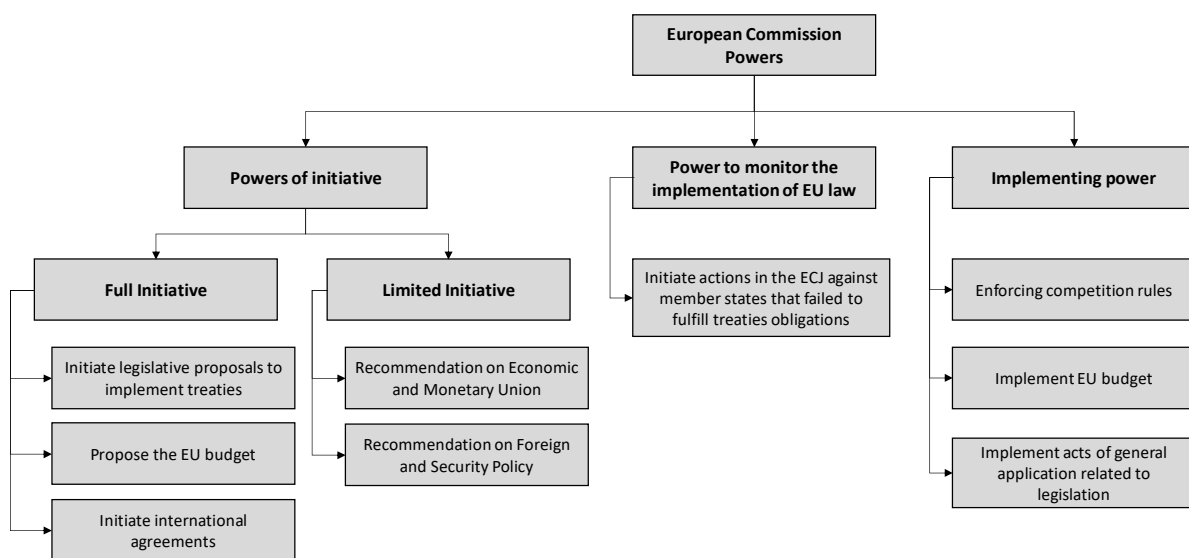 European Commission
Powers
Powers of initiative
Power to monitor the
implementation of EU law
Implementing power
Full Initiative
Limited Initiative
Initiate actions in the ECJ against
member states that failed to
fulfill treaties obligations
Enforcing competition rules
Initiate legislative proposals to
implement treaties
Recommendation on Economic
and Monetary Union
Implement EU budget
Propose the EU budget
Recommendation on Foreign
and Security Policy
Implement acts of general
application related to
legislation
Initiate international
agreements